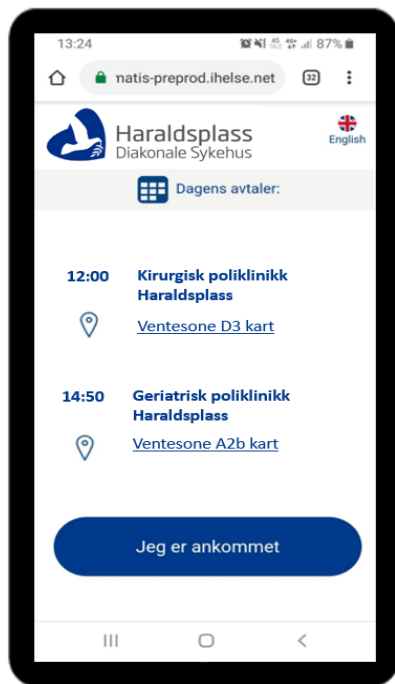 13:24
87%
natis-preprod.ihelse.net
32
Haraldsplass
Diakonale Sykehus
English
Dagens avtaler:
12:00 Kirurgisk poliklinikk
Haraldsplass
Ventesone D3 kart
14:50 Geriatrisk poliklinikk
Haraldsplass
Ventesone A2b kart
Jeg er ankommet